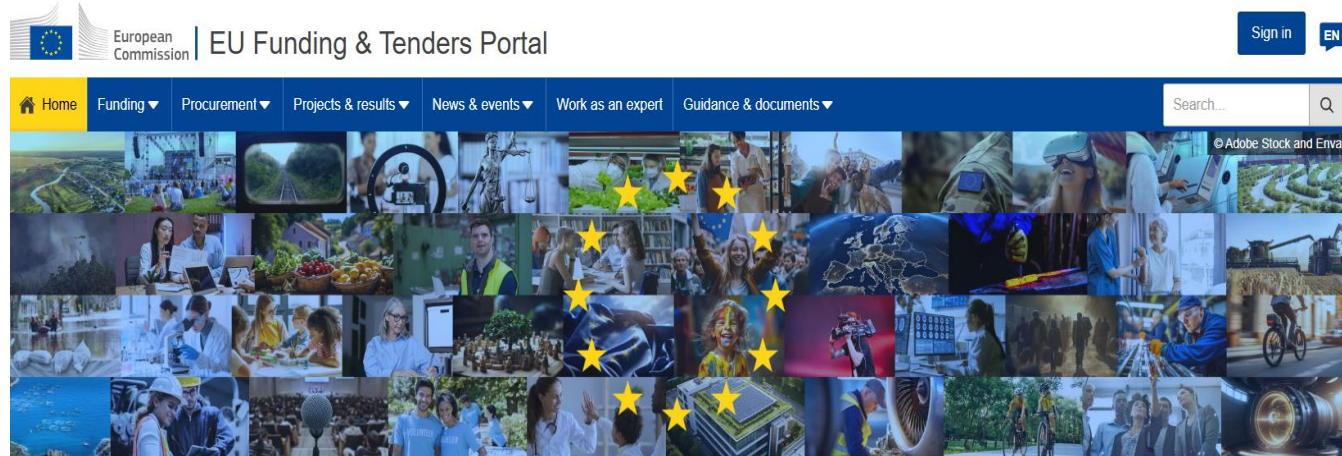 European
Commission
EU Funding & Tenders Portal
Sign in
EN
Home
Funding
Procurement
Projects & results
News & events
Work as an expert
Guidance & documents
Search...
© Adobe Stock and Enva
VOLUNTEER